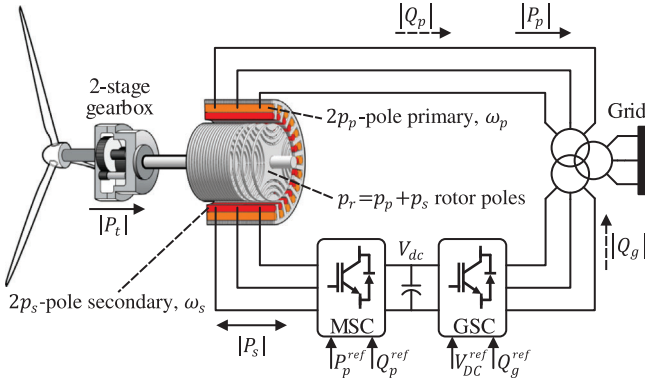 |Q_p|
|P_p|
2-stage
gearbox
Grid
2p_p-pole primary, ω_p
p_r=p_p+p_s rotor poles
|P_t|
V_dc
|Q_g|
2p_s-pole secondary, ω_s
MSC
GSC
|P_s|
P_p^ref
Q_p^ref
V_DC^ref
Q_g^ref